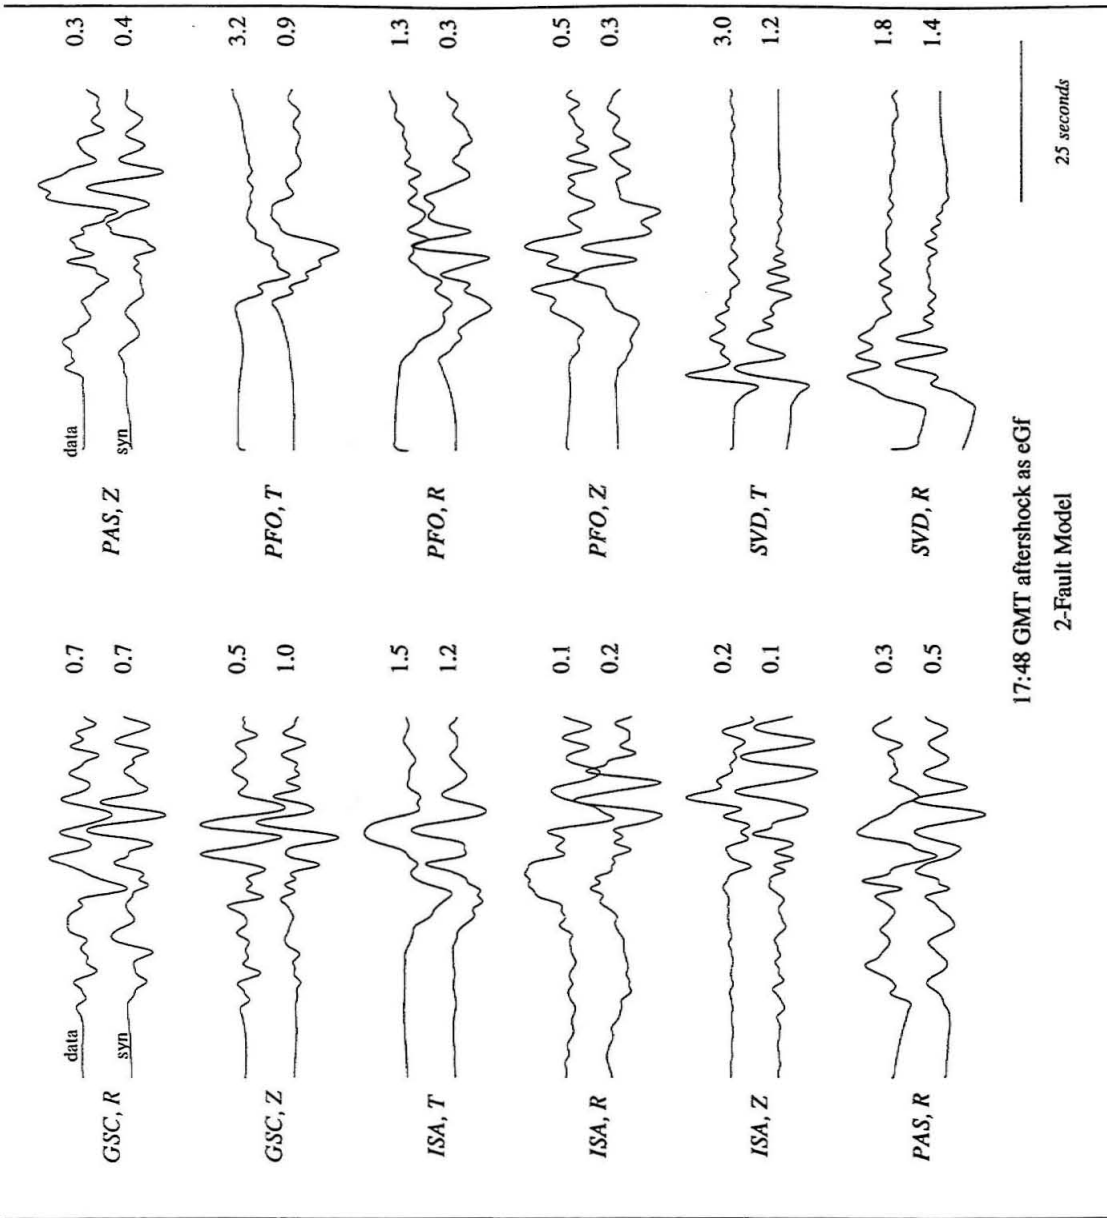 GSC, R
data
0.7
syn
0.7
GSC, Z
0.5
1.0
ISA, T
1.5
1.2
ISA, R
0.1
0.2
ISA, Z
0.2
0.1
PAS, R
0.3
0.5
PAS, Z
data
0.3
syn
0.4
PFO, T
3.2
0.9
PFO, R
1.3
0.3
PFO, Z
0.5
0.3
SVD, T
3.0
1.2
SVD, R
1.8
1.4
17:48 GMT aftershock as eGf
2-Fault Model
25 seconds